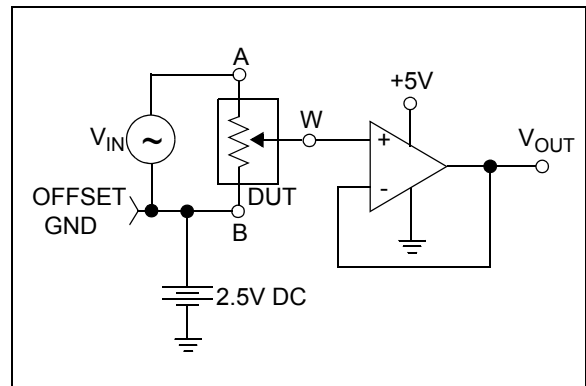 A
+5V
W
V_IN
~
+
V_OUT
-
OFFSET
GND
DUT
B
2.5V DC